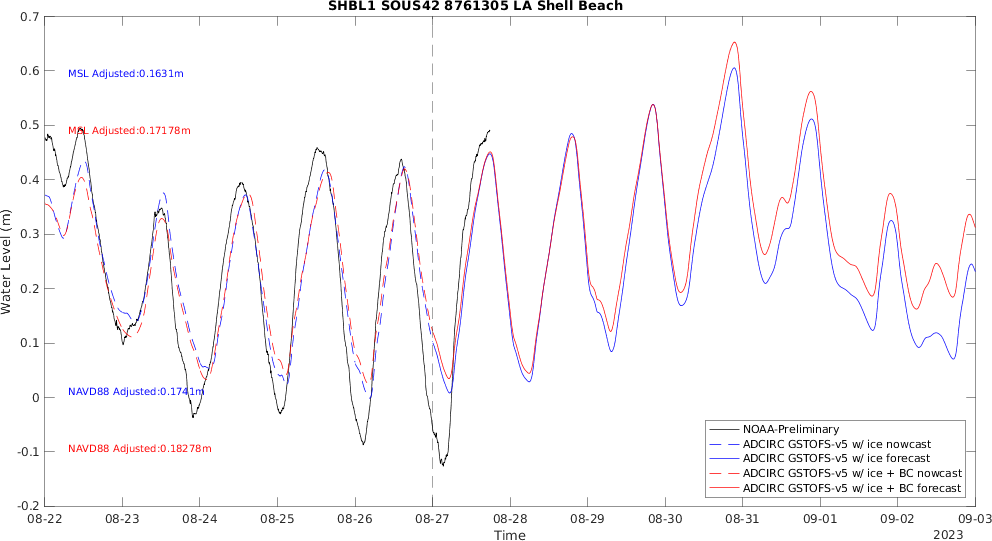 SHBL1 SOUS42 8761305 LA Shell Beach
Water Level (m)
0.7
0.6
0.5
0.4
0.3
0.2
0.1
0
-0.1
-0.2
MSL Adjusted:0.1631m
MSL Adjusted:0.17178m
NAVD88 Adjusted:0.1741m
NAVD88 Adjusted:0.18278m
NOAA-Preliminary
ADCIRC GSTOFS-v5 w/ ice nowcast
ADCIRC GSTOFS-v5 w/ ice forecast
ADCIRC GSTOFS-v5 w/ ice + BC nowcast
ADCIRC GSTOFS-v5 w/ ice + BC forecast
08-22 08-23 08-24 08-25 08-26 08-27 08-28 08-29 08-30 08-31 09-01 09-02 09-03
Time
2023